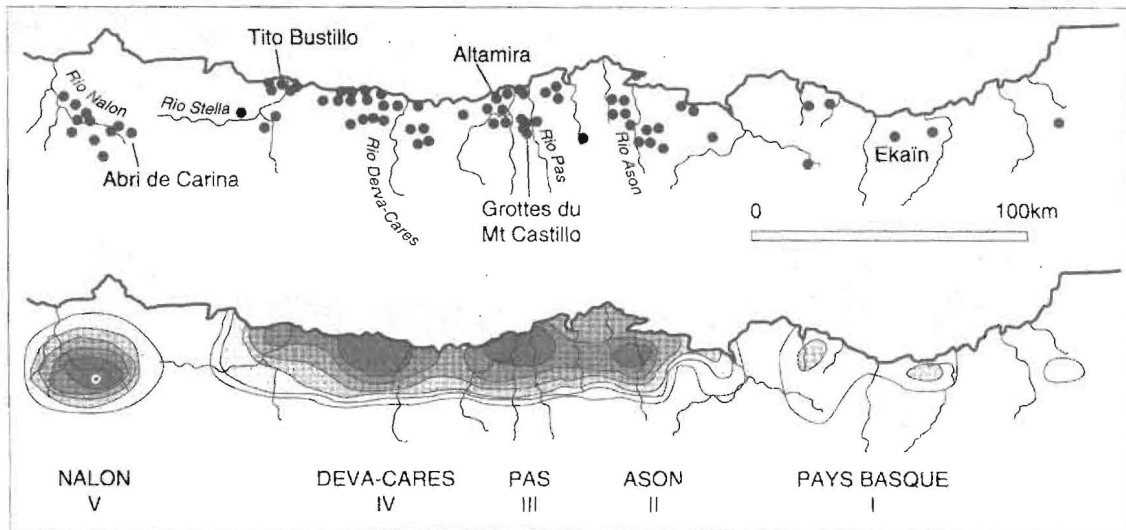 Tito Bustillo
Altamira
Rio Nalon
Rio Stella
Abri de Carina
Rio Derva-Cares
Rio Pas
Rio Ason
Ekaïn
Grottes du
Mt Castillo
0 100km
NALON
V
DEVA-CARES
IV
PAS
III
ASON
II
PAYS BASQUE
I